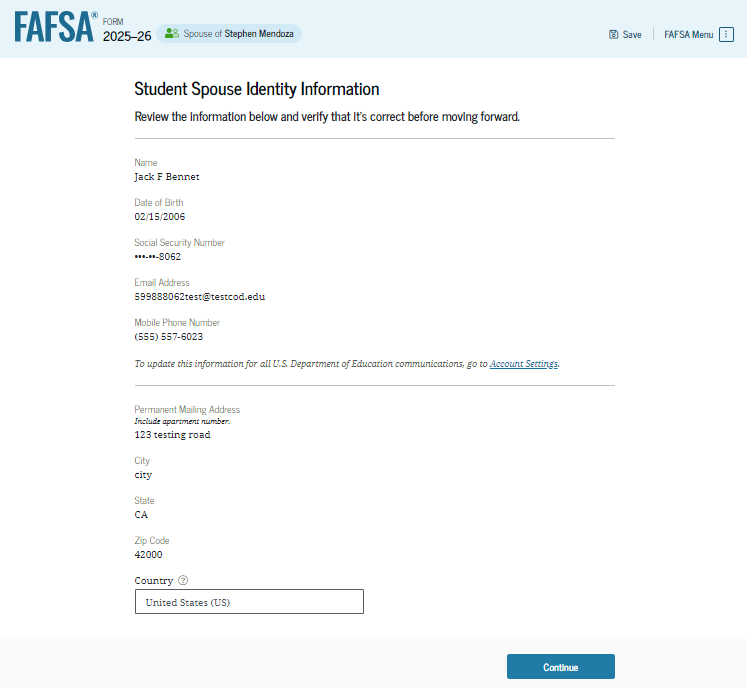 FAFSA®
FORM
2025–26
Spouse of Stephen Mendoza
Save
FAFSA Menu
Student Spouse Identity Information
Review the information below and verify that it's correct before moving forward.
Name
Jack F Bennet
Date of Birth
02/15/2006
Social Security Number
•••-••-8062
Email Address
599888062test@testcod.edu
Mobile Phone Number
(555) 557-6023
To update this information for all U.S. Department of Education communications, go to Account Settings.
Permanent Mailing Address
Include apartment number.
123 testing road
City
city
State
CA
Zip Code
42000
Country ?
United States (US)
Continue